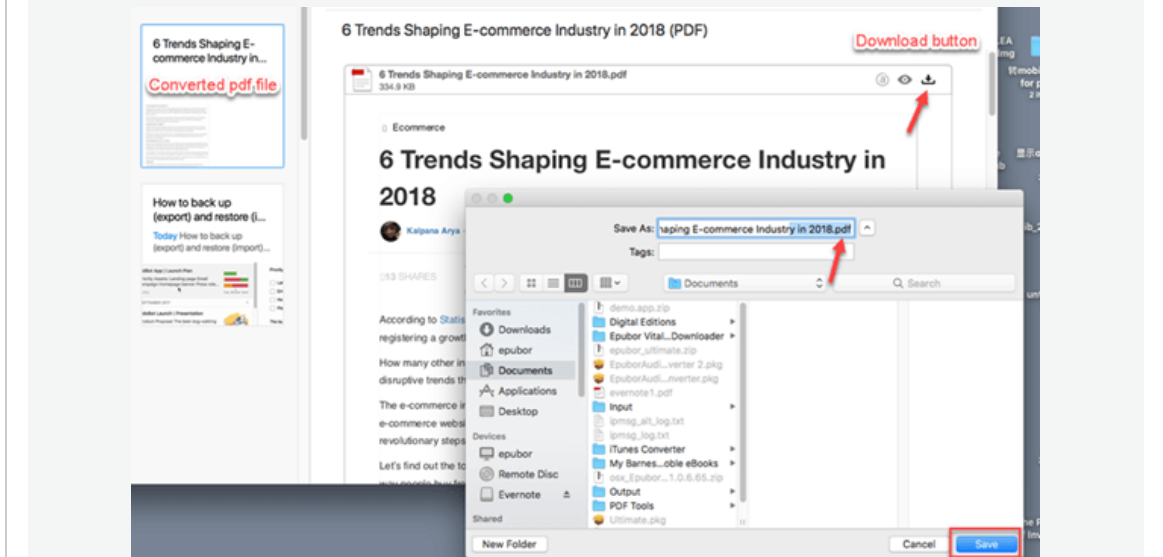 6 Trends Shaping E-
commerce Industry in...
Converted pdf file
How to back up
(export) and restore (i...
Today How to back up
(export) and restore (import)...
6 Trends Shaping E-commerce Industry in 2018 (PDF)
Download button
6 Trends Shaping E-commerce Industry in 2018.pdf
334.9 KB
Ecommerce
6 Trends Shaping E-commerce Industry in
2018
Kalpana Arya
SHARES
According to Statis
registering a growt
How many other in
disruptive trends th
The e-commerce in
e-commerce websi
revolutionary steps
Let's find out the to
Save As: haping E-commerce Industry in 2018.pdf
Tags:
Documents
Search
Favorites
Downloads
epubor
Documents
Applications
Desktop
Devices
epubor
Remote Disc
Evernote
Shared
demo.app.zip
Digital Editions
Epubor Vital...Downloader
epubor_ultimate.zip
EpuborAudi...verter 2.pkg
EpuborAudi...nverter.pkg
evernote1.pdf
Input
ipmsg_alt_log.txt
ipmsg_log.txt
iTunes Converter
My Barnes...oble eBooks
osx_Epubor...1.0.6.65.zip
Output
PDF Tools
Ultimate.pkg
New Folder
Cancel
Save